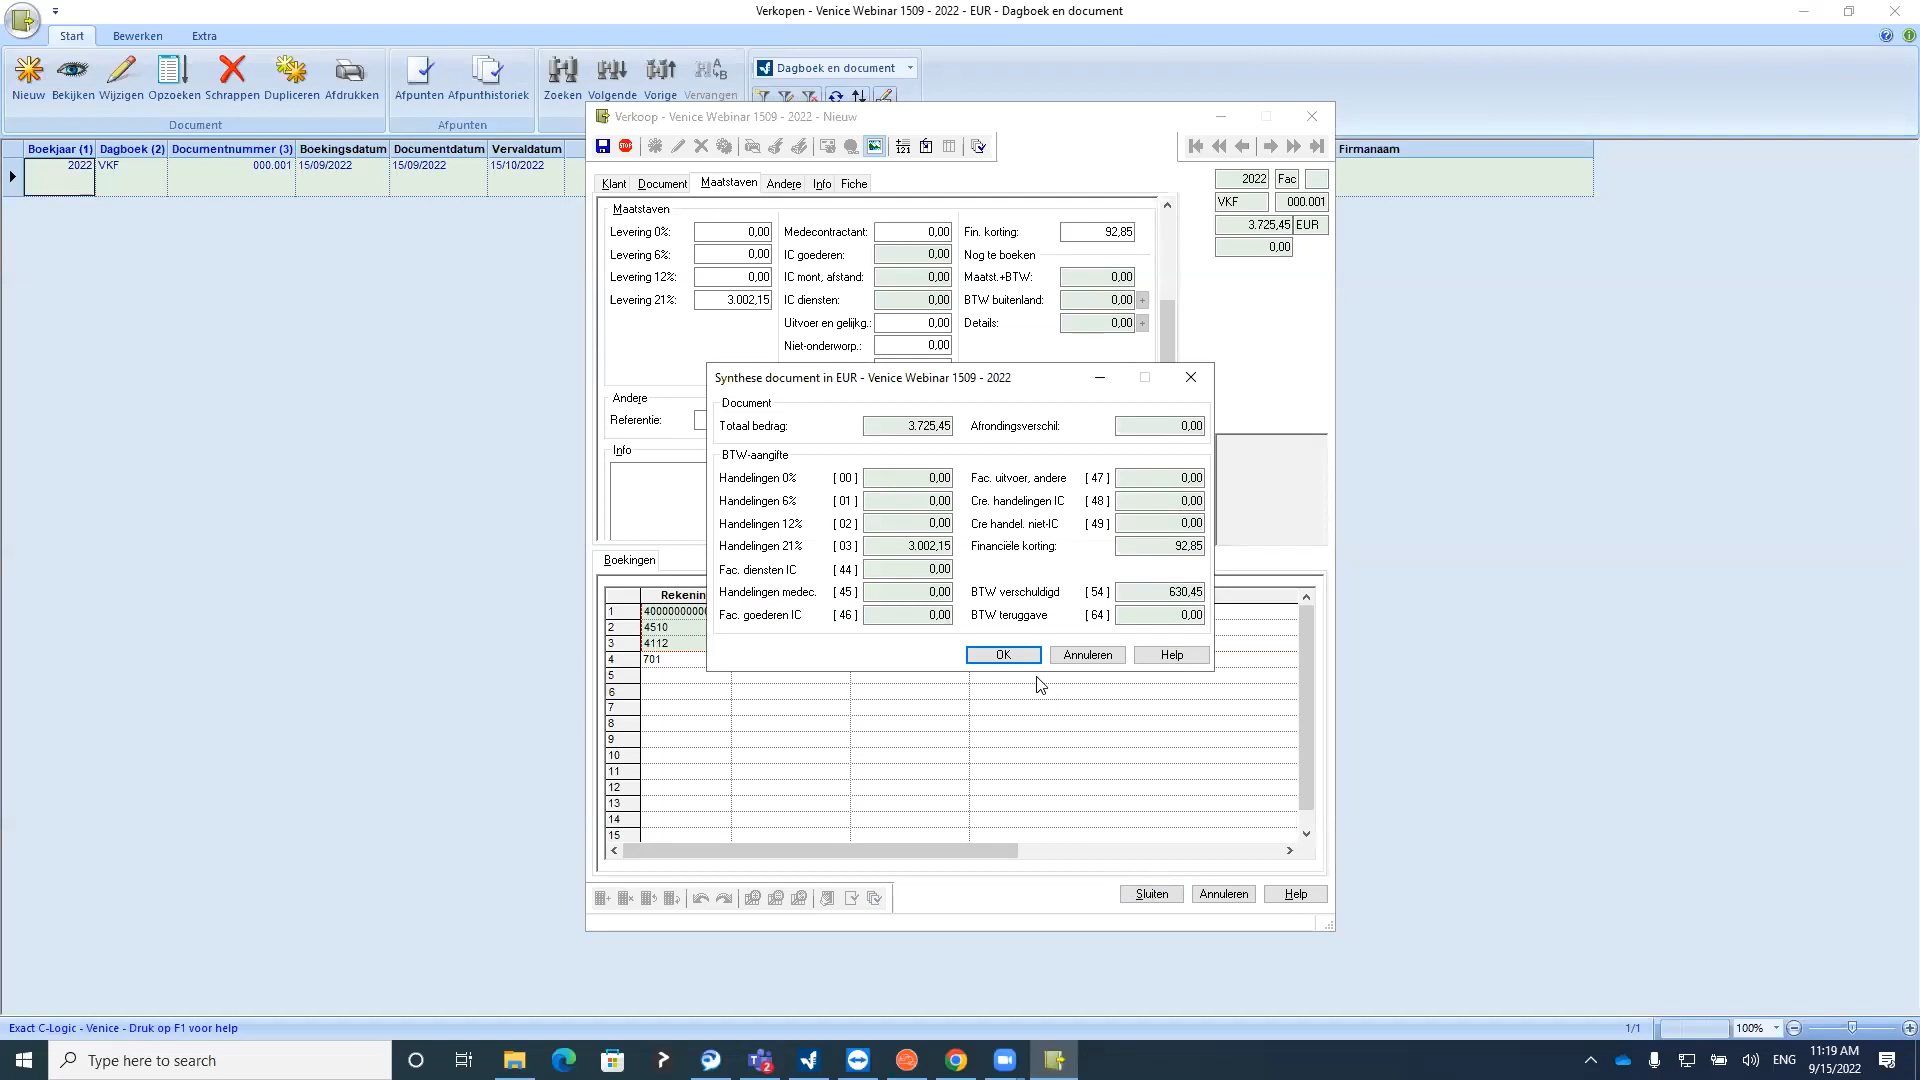 Verkopen - Venice Webinar 1509 - 2022 - EUR - Dagboek en document
Start Bewerken Extra
Nieuw Bekijken Wijzigen Opzoeken Schrappen Dupliceren Afdrukken Afpunten Afpunthistoriek Zoeken Volgende Vorige Vervangen
Dagboek en document
Document Afpunten
Boekjaar (1) Dagboek (2) Documentnummer (3) Boekingsdatum Documentdatum Vervaldatum Firmanaam
2022 VKF 000.001 15/09/2022 15/09/2022 15/10/2022
Verkoop - Venice Webinar 1509 - 2022 - Nieuw
Klant Document Maatstaven Andere Info Fiche
2022 Fac
VKF 000.001
3.725,45 EUR
0,00
Maatstaven
Levering 0%: 0,00 Medecontractant: 0,00 Fin. korting: 92,85
Levering 6%: 0,00 IC goederen: 0,00 Nog te boeken
Levering 12%: 0,00 IC mont, afstand: 0,00 Maatst.+BTW: 0,00
Levering 21%: 3.002,15 IC diensten: 0,00 BTW buitenland: 0,00 +
Uitvoer en gelijkg.: 0,00 Details: 0,00 +
Niet-onderworp.: 0,00
Andere
Referentie:
Info
Synthese document in EUR - Venice Webinar 1509 - 2022
Document
Totaal bedrag: 3.725,45 Afrondingsverschil: 0,00
BTW-aangifte
Handelingen 0% [ 00 ] 0,00 Fac. uitvoer, andere [ 47 ] 0,00
Handelingen 6% [ 01 ] 0,00 Cre. handelingen IC [ 48 ] 0,00
Handelingen 12% [ 02 ] 0,00 Cre handel. niet-IC [ 49 ] 0,00
Handelingen 21% [ 03 ] 3.002,15 Financiële korting: 92,85
Fac. diensten IC [ 44 ] 0,00
Handelingen medec. [ 45 ] 0,00 BTW verschuldigd [ 54 ] 630,45
Fac. goederen IC [ 46 ] 0,00 BTW teruggave [ 64 ] 0,00
OK Annuleren Help
Boekingen
Rekenin
1 40000000000
2 4510
3 4112
4 701
5
6
7
8
9
10
11
12
13
14
15
Sluiten Annuleren Help
Exact C-Logic - Venice - Druk op F1 voor help 1/1 100%
Type here to search
2
ENG
11:19 AM
9/15/2022